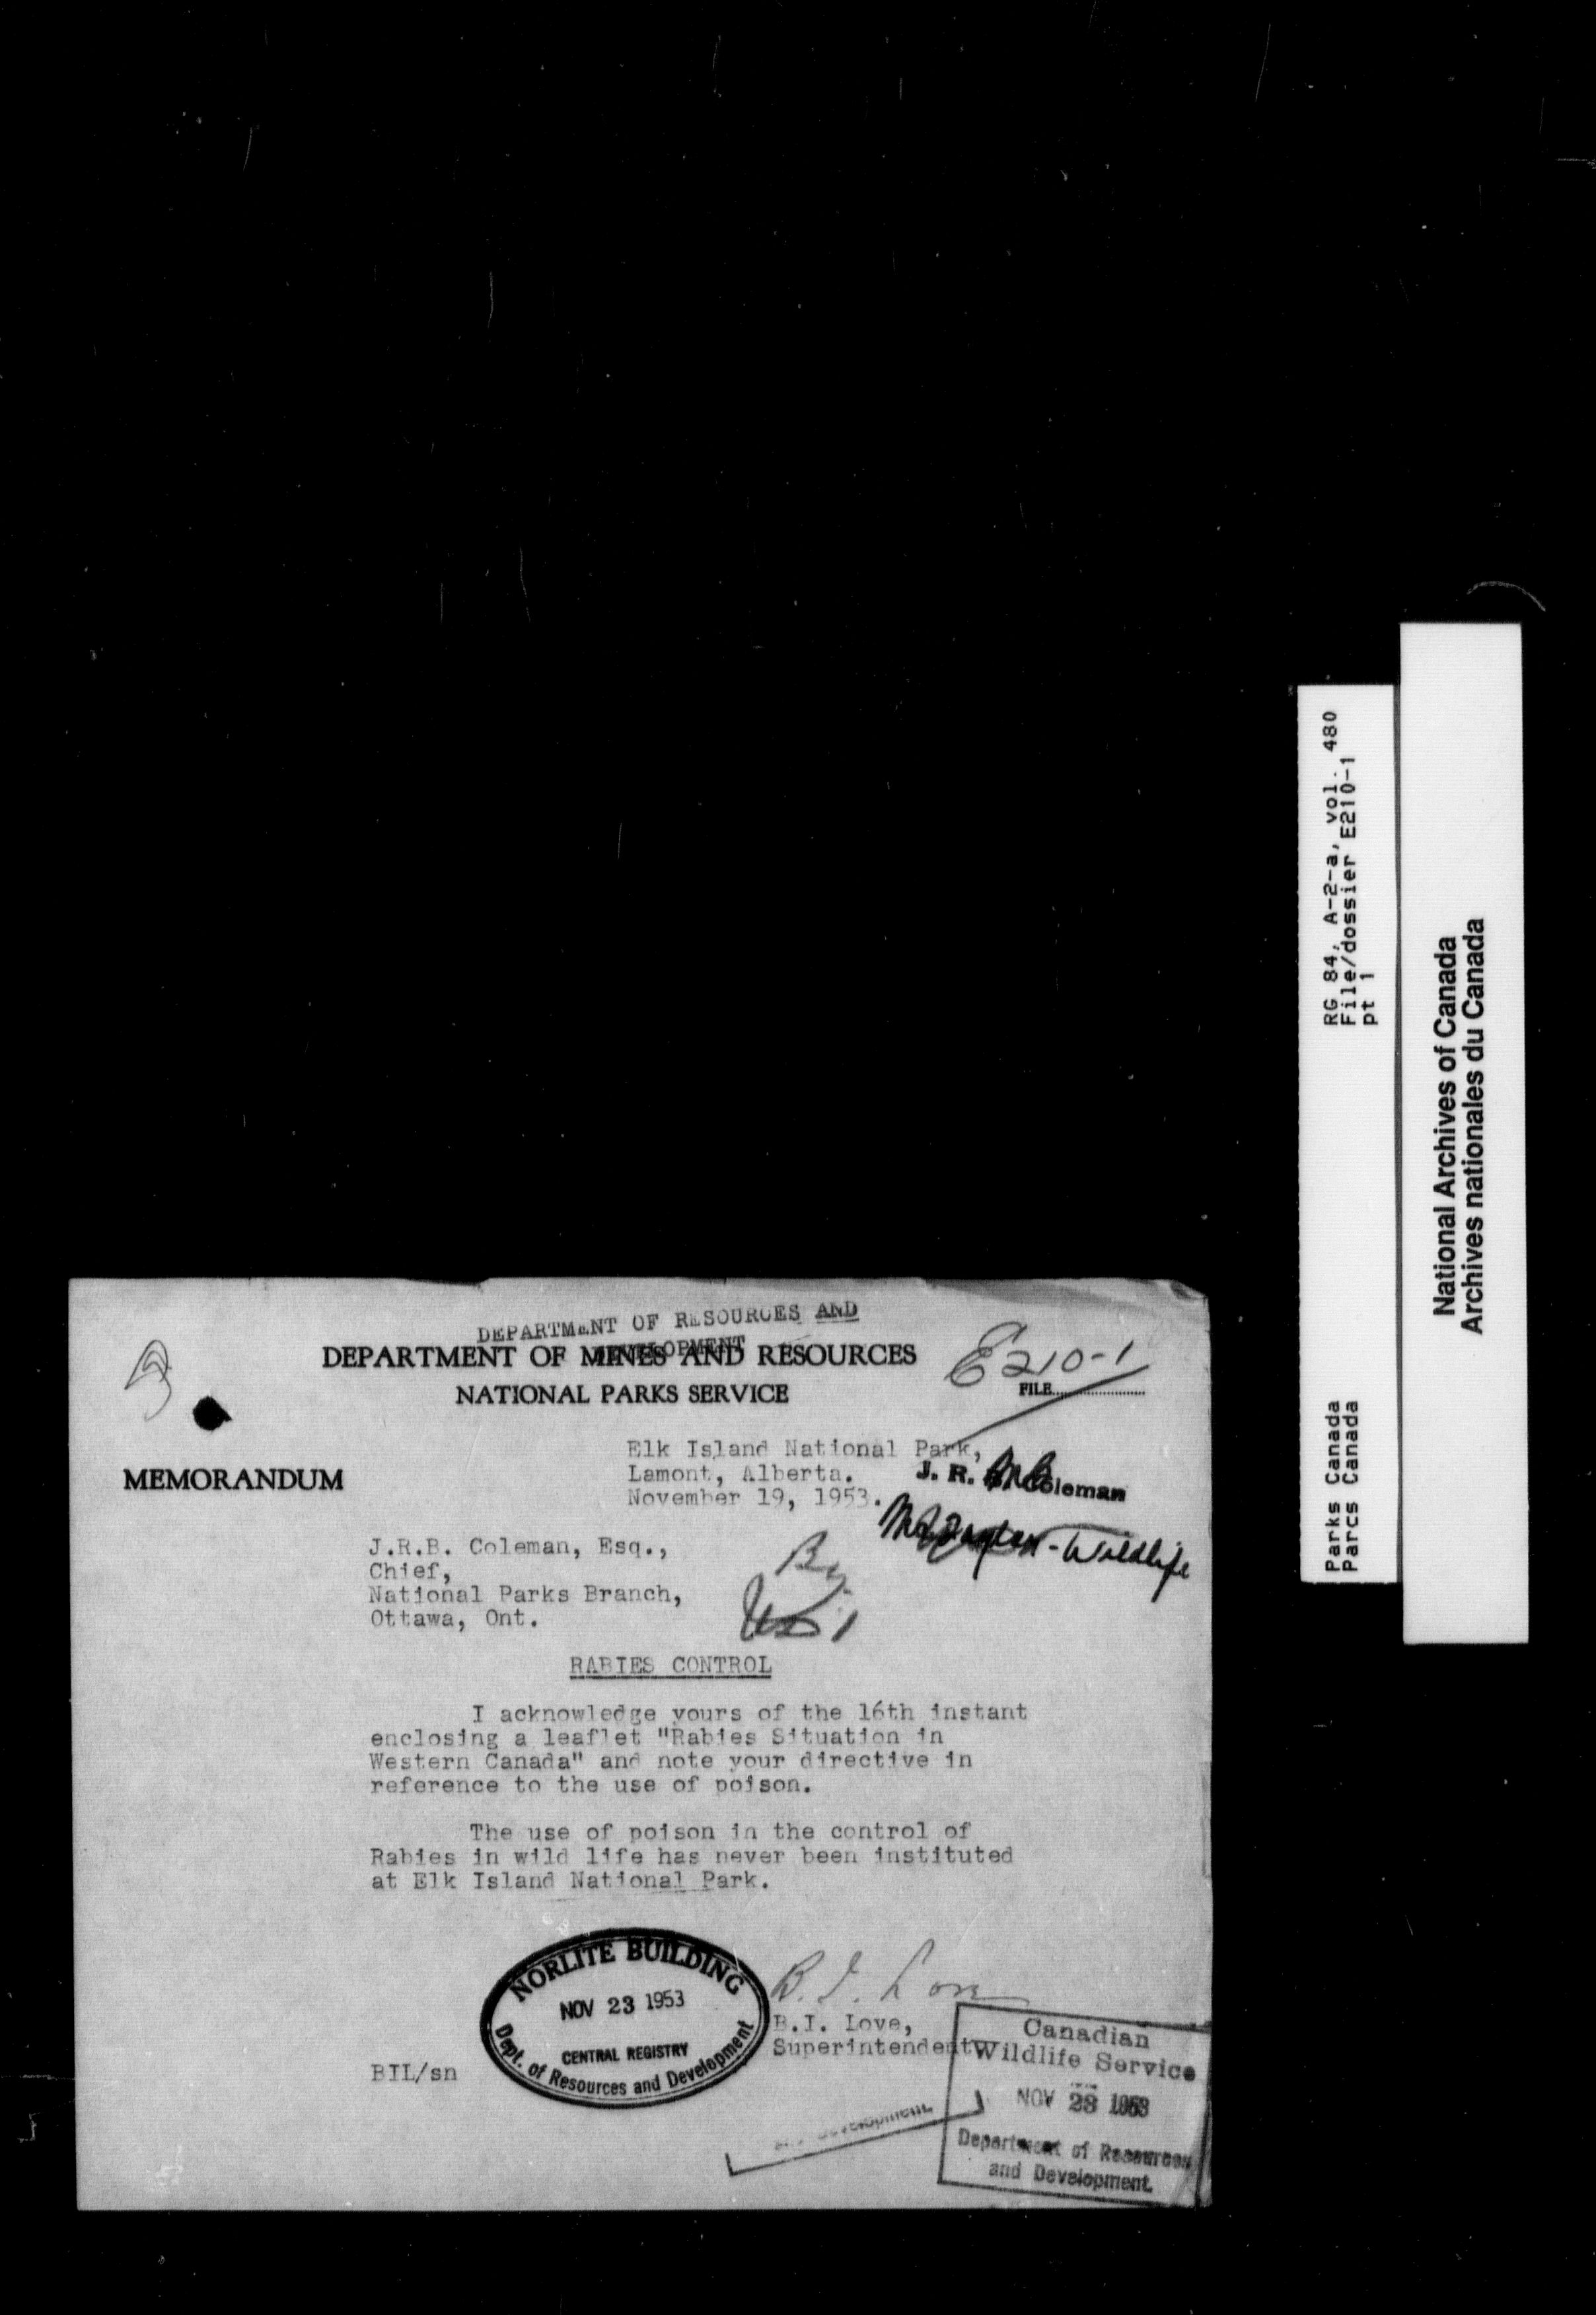 DEPARTMENT OF RESOURCES AND
DEVELOPMENT
DEPARTMENT OF MINES AND RESOURCES
NATIONAL PARKS SERVICE
E210-1
FILE
MEMORANDUM
Elk Island National Park,
Lamont, Alberta.
November 19, 1953.
J. R. B. Coleman
- Wildlife
J.R.B. Coleman, Esq.,
Chief,
National Parks Branch,
Ottawa, Ont.
RABIES CONTROL
I acknowledge yours of the 16th instant
enclosing a leaflet "Rabies Situation in
Western Canada" and note your directive in
reference to the use of poison.
The use of poison in the control of
Rabies in wild life has never been instituted
at Elk Island National Park.
B. I. Love
B.I. Love,
Superintendent.
BIL/sn
NORLITE BUILDING
NOV 23 1953
CENTRAL REGISTRY
Dept. of Resources and Development
Canadian
Wildlife Service
NOV 23 1953
Department of Resources
and Development
and Development
RG 84, A-2-a, vol. 480
File/dossier E210-1
pt 1
Parks Canada
Parcs Canada
National Archives of Canada
Archives nationales du Canada